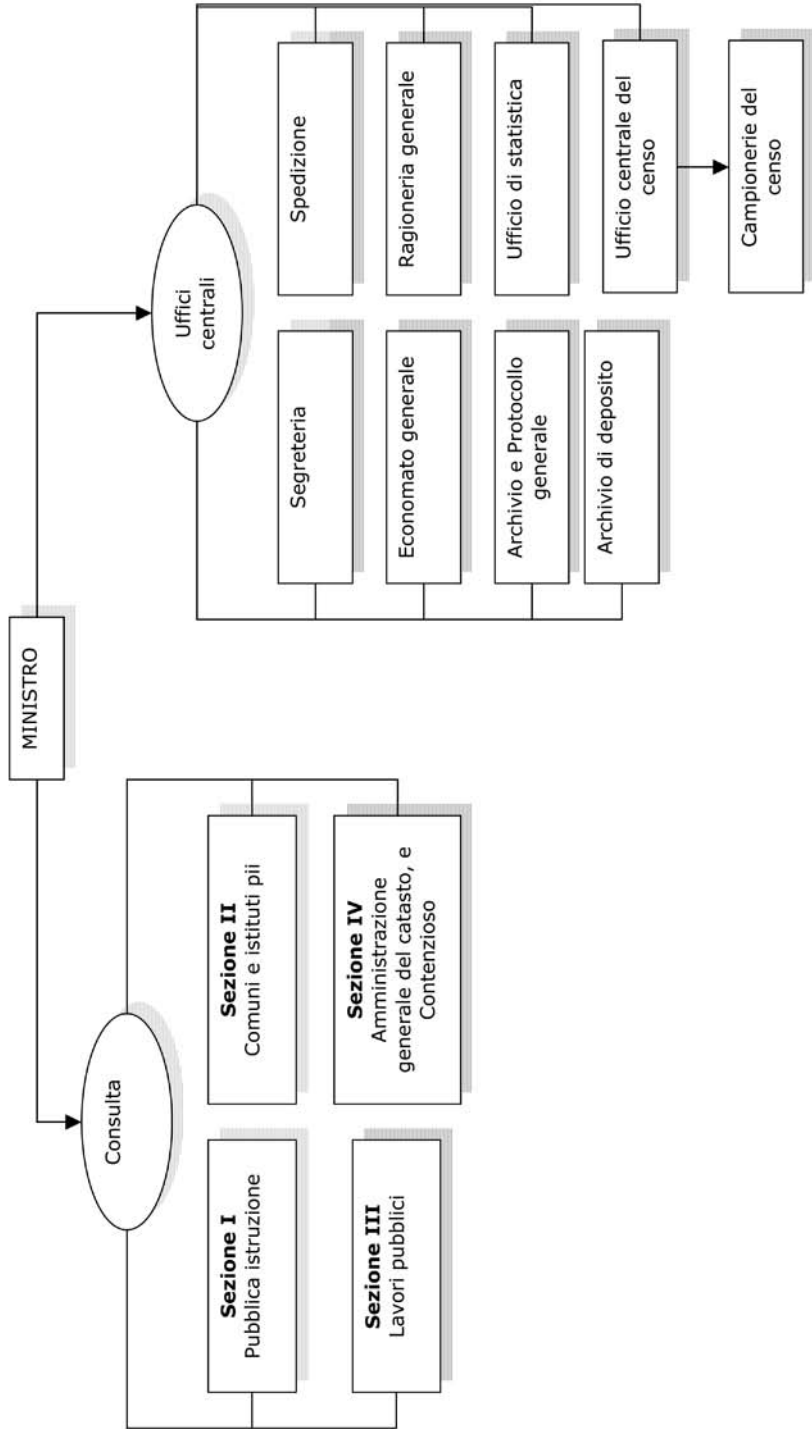 MINISTRO
Consulta
Sezione I
Pubblica istruzione
Sezione II
Comuni e istituti pii
Sezione III
Lavori pubblici
Sezione IV
Amministrazione
generale del catasto, e
Contenzioso
Uffici
centrali
Segreteria
Spedizione
Economato generale
Ragioneria generale
Archivio e Protocollo
generale
Ufficio di statistica
Archivio di deposito
Ufficio centrale del
censo
Campionerie del
censo